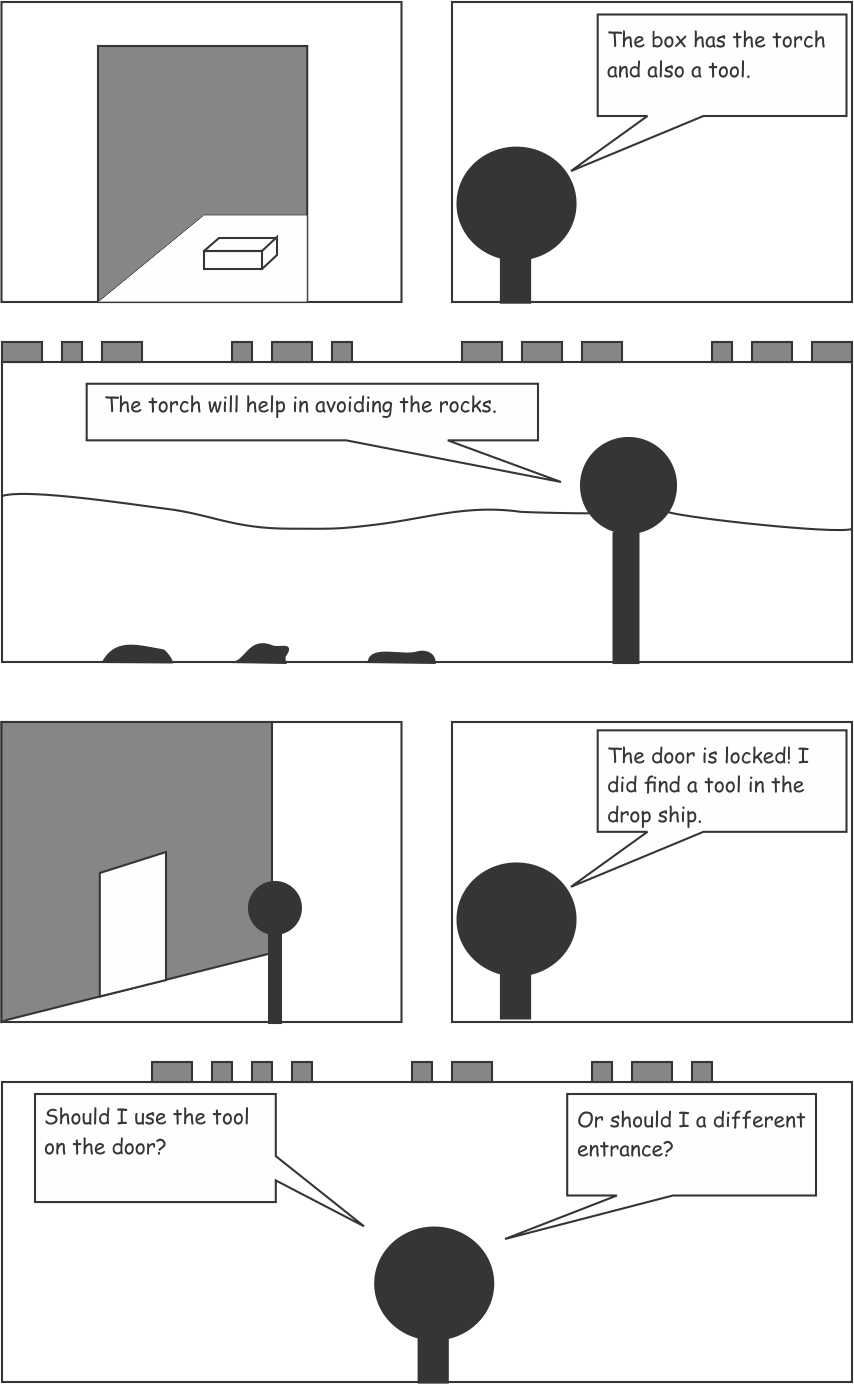 The box has the torch
and also a tool.
The torch will help in avoiding the rocks.
The door is locked! I
did find a tool in the
drop ship.
Should I use the tool
on the door?
Or should I a different
entrance?